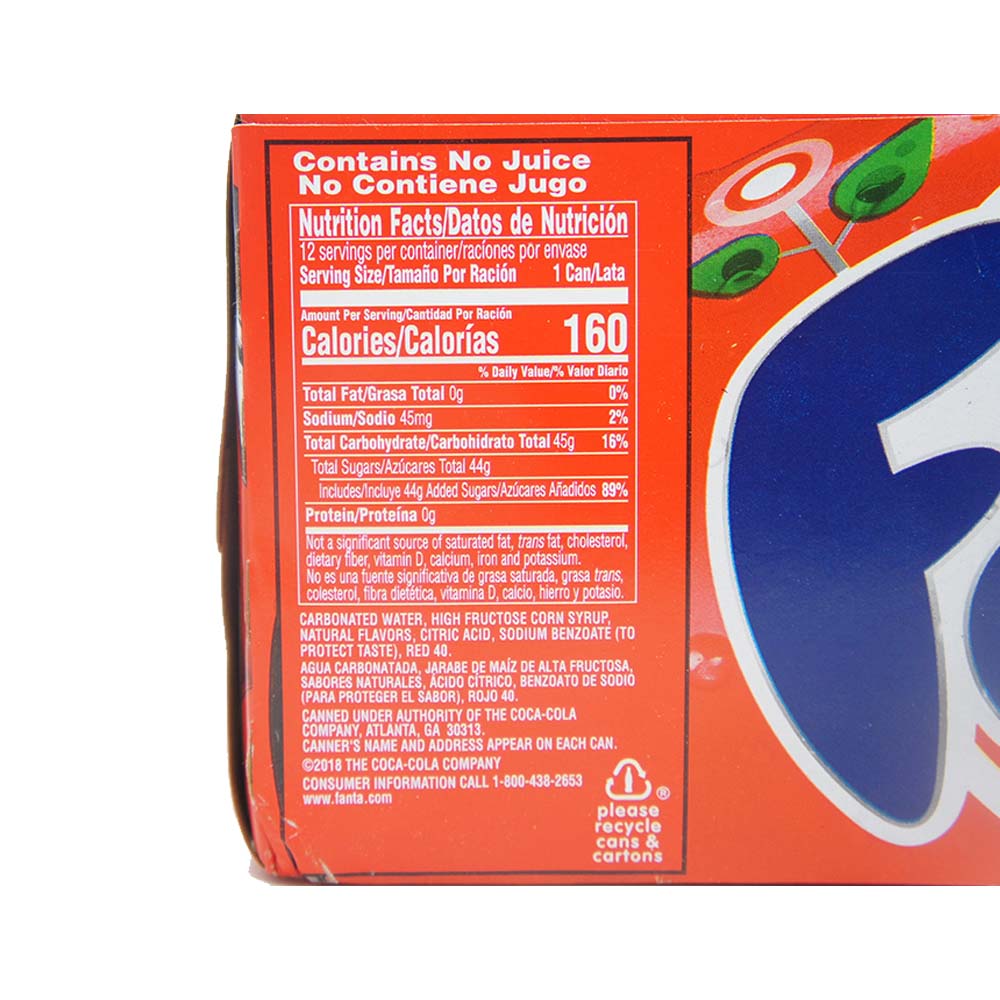 Contains No Juice
No Contiene Jugo
Nutrition Facts/Datos de Nutrición
12 servings per container/raciones por envase
Serving Size/Tamaño Por Ración 1 Can/Lata
Amount Per Serving/Cantidad Por Ración
Calories/Calorías 160
% Daily Value/% Valor Diario
Total Fat/Grasa Total 0g 0%
Sodium/Sodio 45mg 2%
Total Carbohydrate/Carbohidrato Total 45g 16%
Total Sugars/Azúcares Total 44g
Includes/Incluye 44g Added Sugars/Azúcares Añadidos 89%
Protein/Proteína 0g
Not a significant source of saturated fat, trans fat, cholesterol,
dietary fiber, vitamin D, calcium, iron and potassium.
No es una fuente significativa de grasa saturada, grasa trans,
colesterol, fibra dietética, vitamina D, calcio, hierro y potasio.
CARBONATED WATER, HIGH FRUCTOSE CORN SYRUP,
NATURAL FLAVORS, CITRIC ACID, SODIUM BENZOATE (TO
PROTECT TASTE), RED 40.
AGUA CARBONATADA, JARABE DE MAÍZ DE ALTA FRUCTOSA,
SABORES NATURALES, ÁCIDO CÍTRICO, BENZOATO DE SODIO
(PARA PROTEGER EL SABOR), ROJO 40.
CANNED UNDER AUTHORITY OF THE COCA-COLA
COMPANY, ATLANTA, GA 30313.
CANNER'S NAME AND ADDRESS APPEAR ON EACH CAN.
©2018 THE COCA-COLA COMPANY
CONSUMER INFORMATION CALL 1-800-438-2653
www.fanta.com
®
please
recycle
cans &
cartons